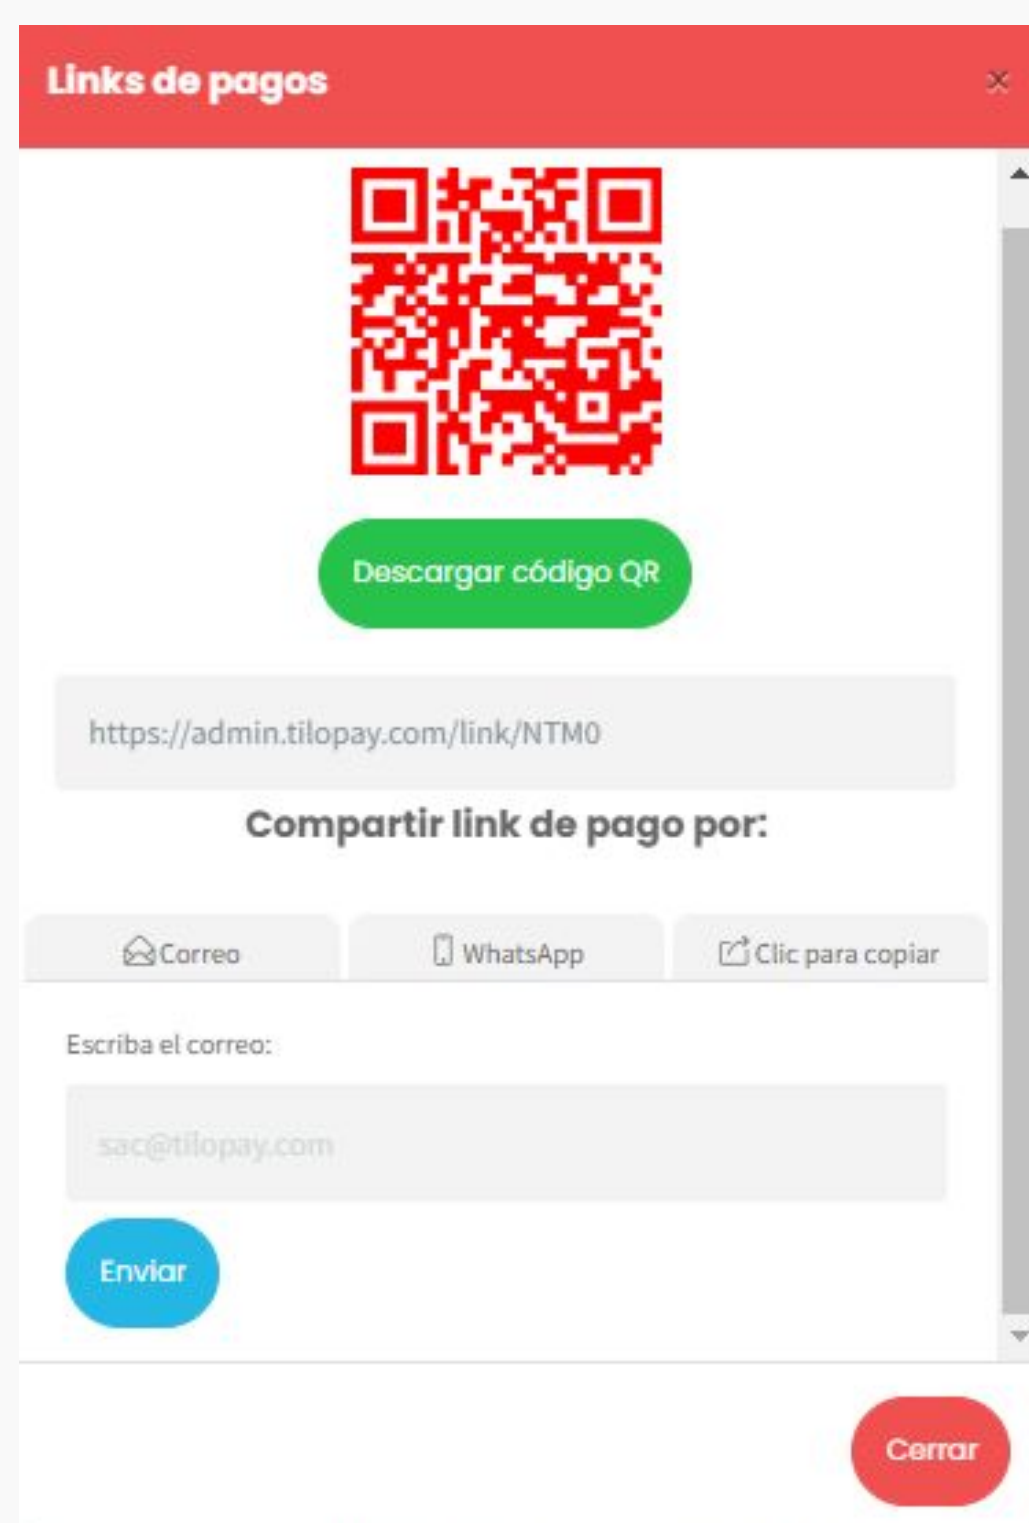 Links de pagos
Descargar código QR
https://admin.tilopay.com/link/NTM0
Compartir link de pago por:
Correo
WhatsApp
Clic para copiar
Escriba el correo:
sac@tilopay.com
Enviar
Cerrar